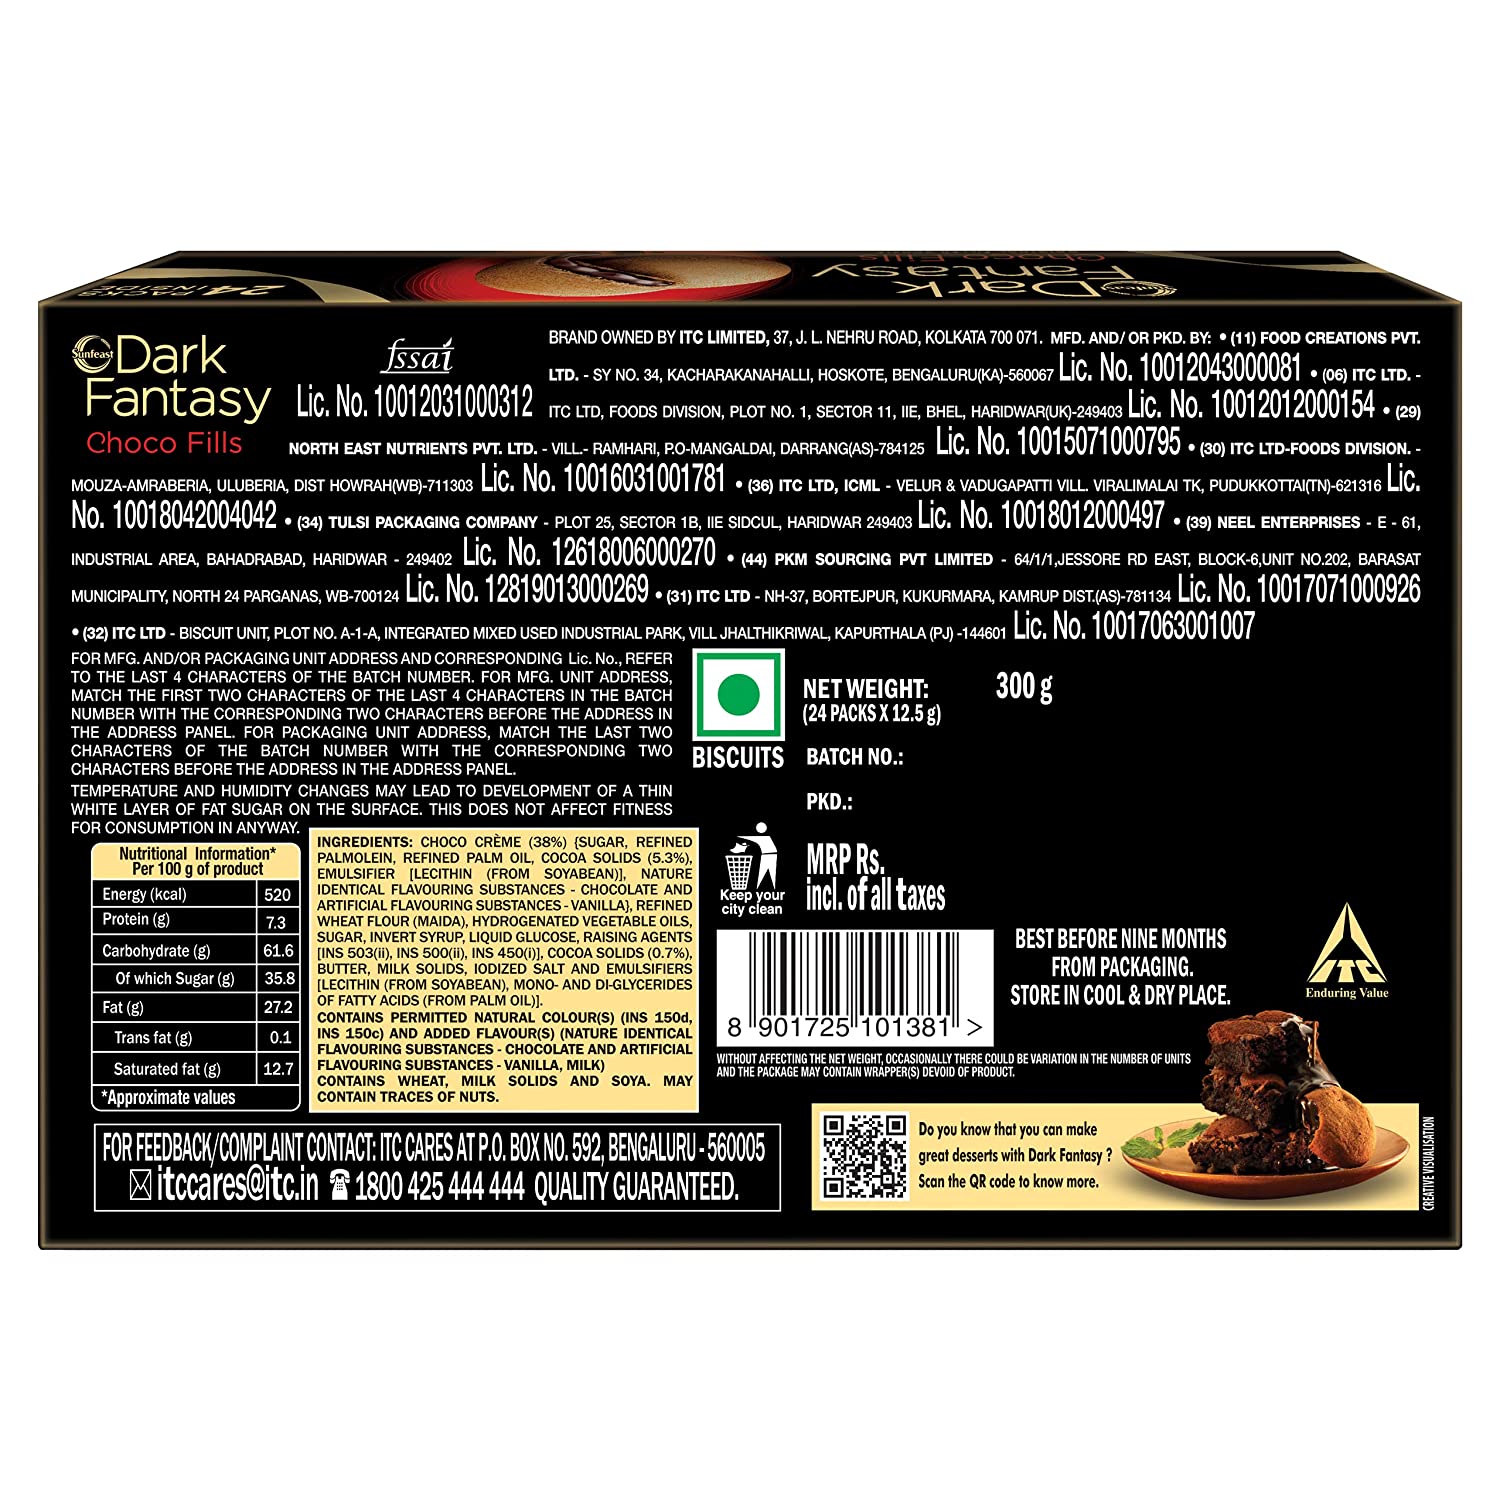 24 PACKS
INSIDE
Sunfeast
Dark
Fantasy
Choco Fills
Sunfeast
Dark
Fantasy
Choco Fills
fssai
Lic. No. 10012031000312
BRAND OWNED BY ITC LIMITED, 37, J. L. NEHRU ROAD, KOLKATA 700 071. MFD. AND/ OR PKD. BY: • (11) FOOD CREATIONS PVT.
LTD. - SY NO. 34, KACHARAKANAHALLI, HOSKOTE, BENGALURU(KA)-560067 Lic. No. 10012043000081 • (06) ITC LTD. -
ITC LTD, FOODS DIVISION, PLOT NO. 1, SECTOR 11, IIE, BHEL, HARIDWAR(UK)-249403 Lic. No. 10012012000154 • (29)
NORTH EAST NUTRIENTS PVT. LTD. - VILL.- RAMHARI, P.O-MANGALDAI, DARRANG(AS)-784125 Lic. No. 10015071000795 • (30) ITC LTD-FOODS DIVISION. -
MOUZA-AMRABERIA, ULUBERIA, DIST HOWRAH(WB)-711303 Lic. No. 10016031001781 • (36) ITC LTD, ICML - VELUR & VADUGAPATTI VILL. VIRALIMALAI TK, PUDUKKOTTAI(TN)-621316 Lic.
No. 10018042004042 • (34) TULSI PACKAGING COMPANY - PLOT 25, SECTOR 1B, IIE SIDCUL, HARIDWAR 249403 Lic. No. 10018012000497 • (39) NEEL ENTERPRISES - E - 61,
INDUSTRIAL AREA, BAHADRABAD, HARIDWAR - 249402 Lic. No. 12618006000270 • (44) PKM SOURCING PVT LIMITED - 64/1/1,JESSORE RD EAST, BLOCK-6,UNIT NO.202, BARASAT
MUNICIPALITY, NORTH 24 PARGANAS, WB-700124 Lic. No. 12819013000269 • (31) ITC LTD - NH-37, BORTEJPUR, KUKURMARA, KAMRUP DIST.(AS)-781134 Lic. No. 10017071000926
• (32) ITC LTD - BISCUIT UNIT, PLOT NO. A-1-A, INTEGRATED MIXED USED INDUSTRIAL PARK, VILL JHALTHIKRIWAL, KAPURTHALA (PJ) -144601 Lic. No. 10017063001007
FOR MFG. AND/OR PACKAGING UNIT ADDRESS AND CORRESPONDING Lic. No., REFER
TO THE LAST 4 CHARACTERS OF THE BATCH NUMBER. FOR MFG. UNIT ADDRESS,
MATCH THE FIRST TWO CHARACTERS OF THE LAST 4 CHARACTERS IN THE BATCH
NUMBER WITH THE CORRESPONDING TWO CHARACTERS BEFORE THE ADDRESS IN
THE ADDRESS PANEL. FOR PACKAGING UNIT ADDRESS, MATCH THE LAST TWO
CHARACTERS OF THE BATCH NUMBER WITH THE CORRESPONDING TWO
CHARACTERS BEFORE THE ADDRESS IN THE ADDRESS PANEL.
TEMPERATURE AND HUMIDITY CHANGES MAY LEAD TO DEVELOPMENT OF A THIN
WHITE LAYER OF FAT SUGAR ON THE SURFACE. THIS DOES NOT AFFECT FITNESS
FOR CONSUMPTION IN ANYWAY.
Nutritional Information*
Per 100 g of product
Energy (kcal) 520
Protein (g) 7.3
Carbohydrate (g) 61.6
Of which Sugar (g) 35.8
Fat (g) 27.2
Trans fat (g) 0.1
Saturated fat (g) 12.7
*Approximate values
INGREDIENTS: CHOCO CRÈME (38%) {SUGAR, REFINED
PALMOLEIN, REFINED PALM OIL, COCOA SOLIDS (5.3%),
EMULSIFIER [LECITHIN (FROM SOYABEAN)], NATURE
IDENTICAL FLAVOURING SUBSTANCES - CHOCOLATE AND
ARTIFICIAL FLAVOURING SUBSTANCES - VANILLA}, REFINED
WHEAT FLOUR (MAIDA), HYDROGENATED VEGETABLE OILS,
SUGAR, INVERT SYRUP, LIQUID GLUCOSE, RAISING AGENTS
[INS 503(ii), INS 500(ii), INS 450(i)], COCOA SOLIDS (0.7%),
BUTTER, MILK SOLIDS, IODIZED SALT AND EMULSIFIERS
[LECITHIN (FROM SOYABEAN), MONO- AND DI-GLYCERIDES
OF FATTY ACIDS (FROM PALM OIL)].
CONTAINS PERMITTED NATURAL COLOUR(S) (INS 150d,
INS 150c) AND ADDED FLAVOUR(S) (NATURE IDENTICAL
FLAVOURING SUBSTANCES - CHOCOLATE AND ARTIFICIAL
FLAVOURING SUBSTANCES - VANILLA, MILK)
CONTAINS WHEAT, MILK SOLIDS AND SOYA. MAY
CONTAIN TRACES OF NUTS.
BISCUITS
NET WEIGHT: 300 g
(24 PACKS X 12.5 g)
BATCH NO.:
PKD.:
MRP Rs.
incl. of all taxes
Keep your
city clean
8 901725 101381 >
BEST BEFORE NINE MONTHS
FROM PACKAGING.
STORE IN COOL & DRY PLACE.
ITC
Enduring Value
WITHOUT AFFECTING THE NET WEIGHT, OCCASIONALLY THERE COULD BE VARIATION IN THE NUMBER OF UNITS
AND THE PACKAGE MAY CONTAIN WRAPPER(S) DEVOID OF PRODUCT.
FOR FEEDBACK/COMPLAINT CONTACT: ITC CARES AT P.O. BOX NO. 592, BENGALURU - 560005
itccares@itc.in 1800 425 444 444 QUALITY GUARANTEED.
Do you know that you can make
great desserts with Dark Fantasy ?
Scan the QR code to know more.
CREATIVE VISUALISATION